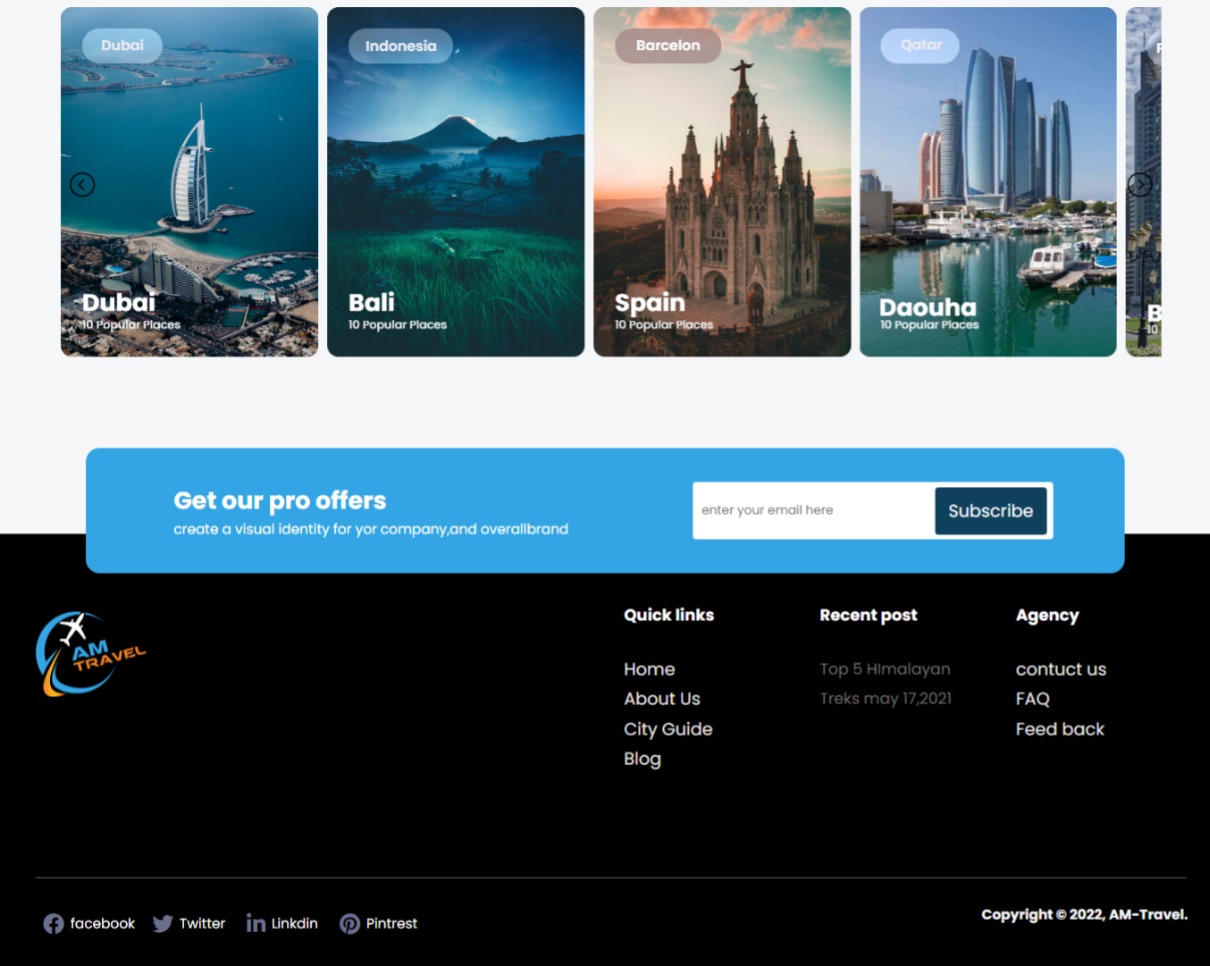 Dubai
Indonesia
Barcelon
Qatar
Dubai
10 Popular Places
Bali
10 Popular Places
Spain
10 Popular Places
Daouha
10 Popular Places
B
10
Get our pro offers
create a visual identity for yor company,and overallbrand
enter your email here
Subscribe
AM
TRAVEL
Quick links
Home
About Us
City Guide
Blog
Recent post
Top 5 HImalayan
Treks may 17,2021
Agency
contuct us
FAQ
Feed back
facebook
Twitter
Linkdin
Pintrest
Copyright © 2022, AM-Travel.